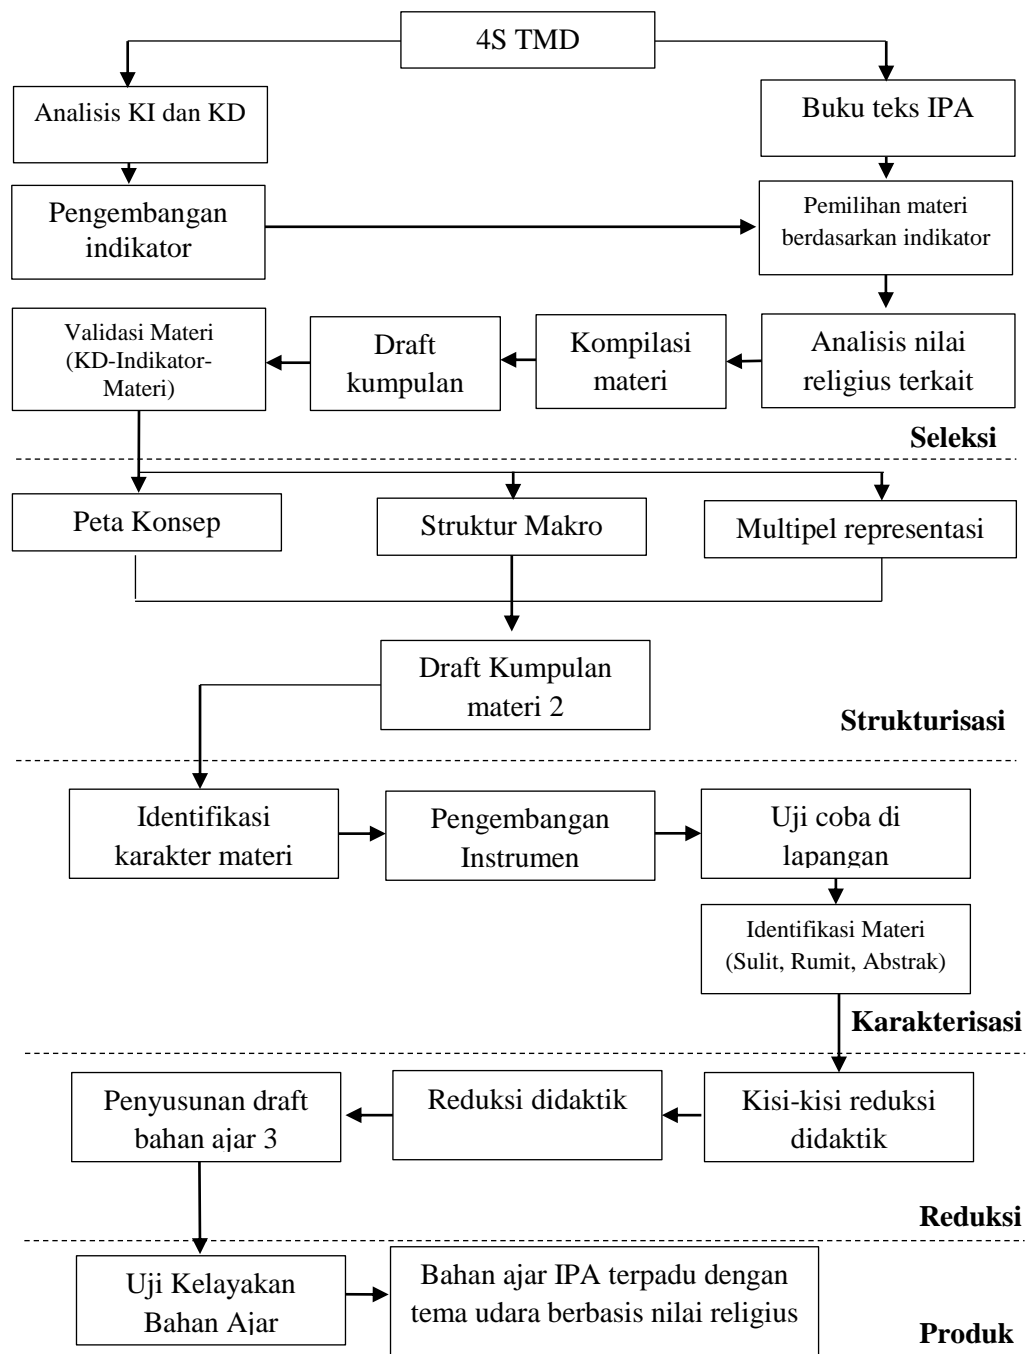 4S TMD
Analisis KI dan KD
Buku teks IPA
Pengembangan
indikator
Pemilihan materi
berdasarkan indikator
Validasi Materi
(KD-Indikator-
Materi)
Draft
kumpulan
Kompilasi
materi
Analisis nilai
religius terkait
Seleksi
Peta Konsep
Struktur Makro
Multipel representasi
Draft Kumpulan
materi 2
Strukturisasi
Identifikasi
karakter materi
Pengembangan
Instrumen
Uji coba di
lapangan
Identifikasi Materi
(Sulit, Rumit, Abstrak)
Karakterisasi
Penyusunan draft
bahan ajar 3
Reduksi didaktik
Kisi-kisi reduksi
didaktik
Reduksi
Uji Kelayakan
Bahan Ajar
Bahan ajar IPA terpadu dengan
tema udara berbasis nilai religius
Produk